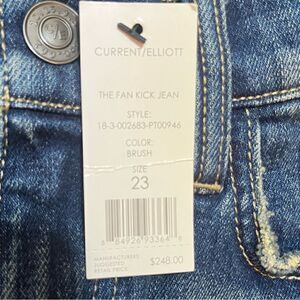 CURRENT/ELLIOTT
THE FAN KICK JEAN
STYLE:
18-3-002683-PT00946
COLOR:
BRUSH
SIZE
23
MANUFACTURERS
SUGGESTED
RETAIL PRICE:
$248.00